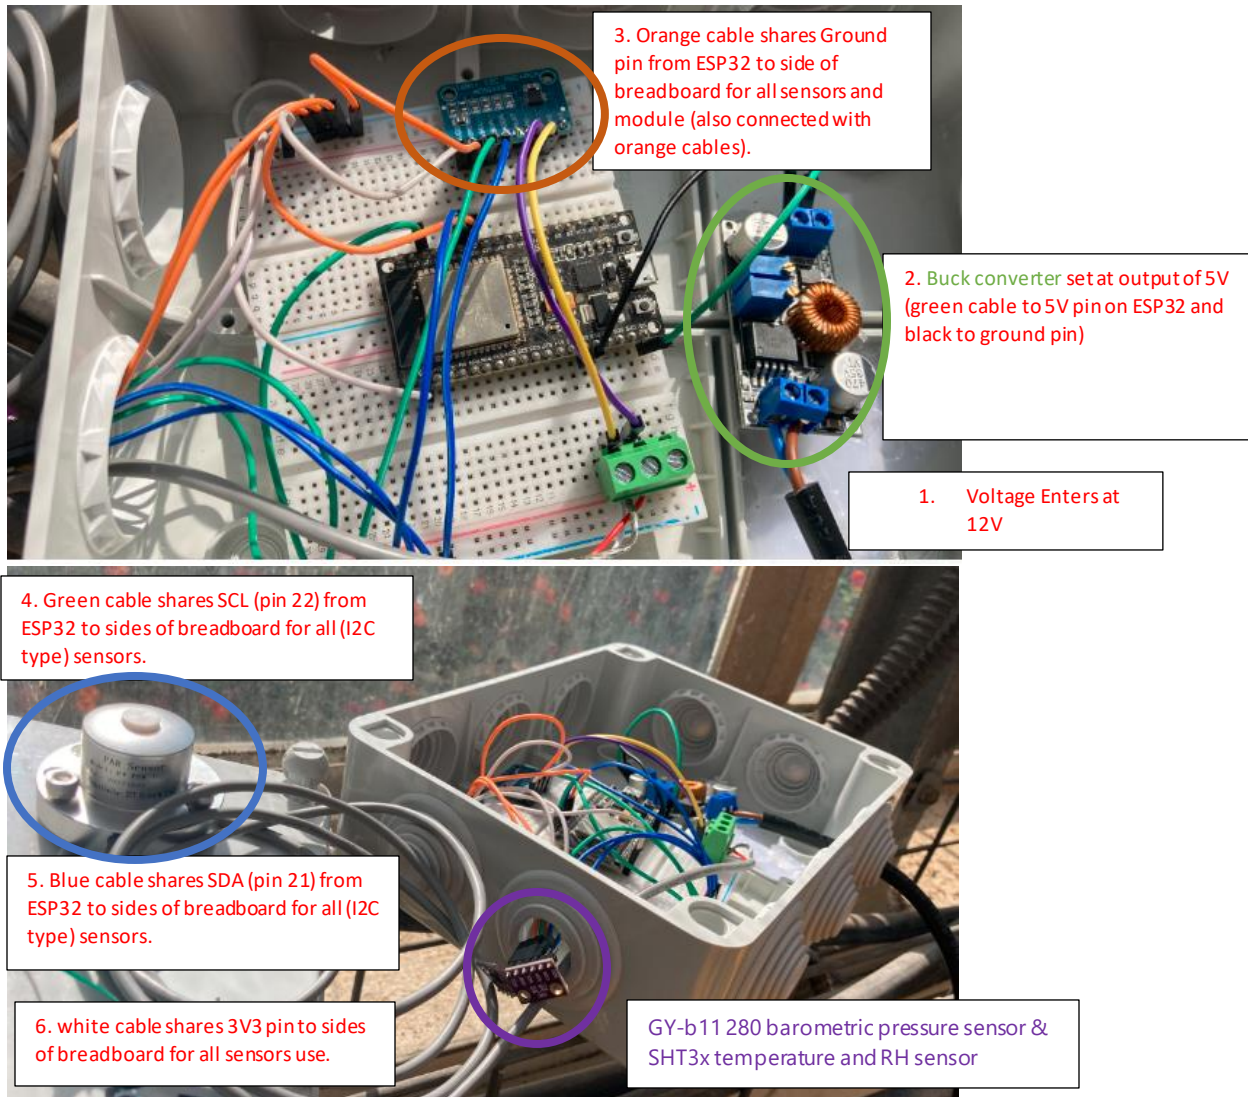 3. Orange cable shares Ground
pin from ESP32 to side of
breadboard for all sensors and
module (also connected with
orange cables).
2. Buck converter set at output of 5V
(green cable to 5V pin on ESP32 and
black to ground pin)
1. Voltage Enters at
12V
4. Green cable shares SCL (pin 22) from
ESP32 to sides of breadboard for all (I2C
type) sensors.
PAR Sensor
5. Blue cable shares SDA (pin 21) from
ESP32 to sides of breadboard for all (I2C
type) sensors.
6. white cable shares 3V3 pin to sides
of breadboard for all sensors use.
GY-b11 280 barometric pressure sensor &
SHT3x temperature and RH sensor